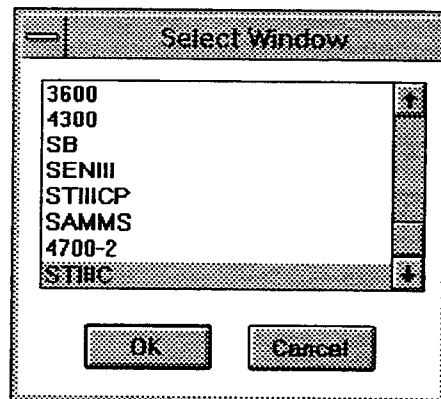 Select Window
3600
4300
SB
SENIII
STIIICP
SAMMS
4700-2
STIIIC
OK
Cancel